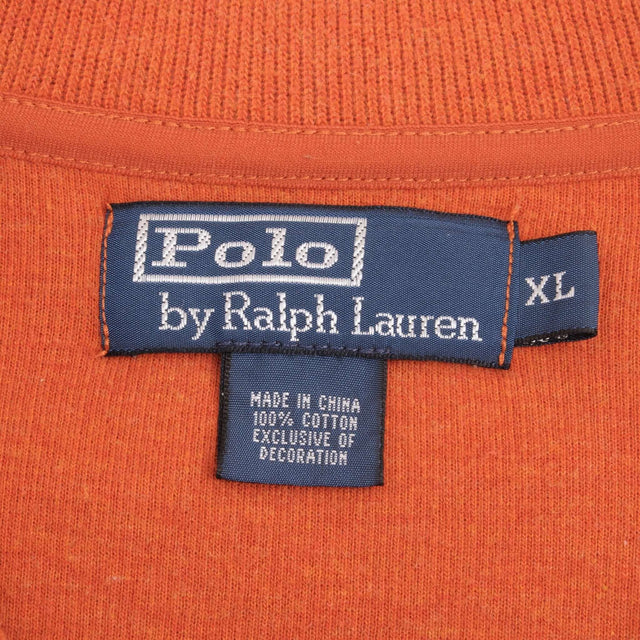 Polo
by Ralph Lauren
XL
MADE IN CHINA
100% COTTON
EXCLUSIVE OF
DECORATION